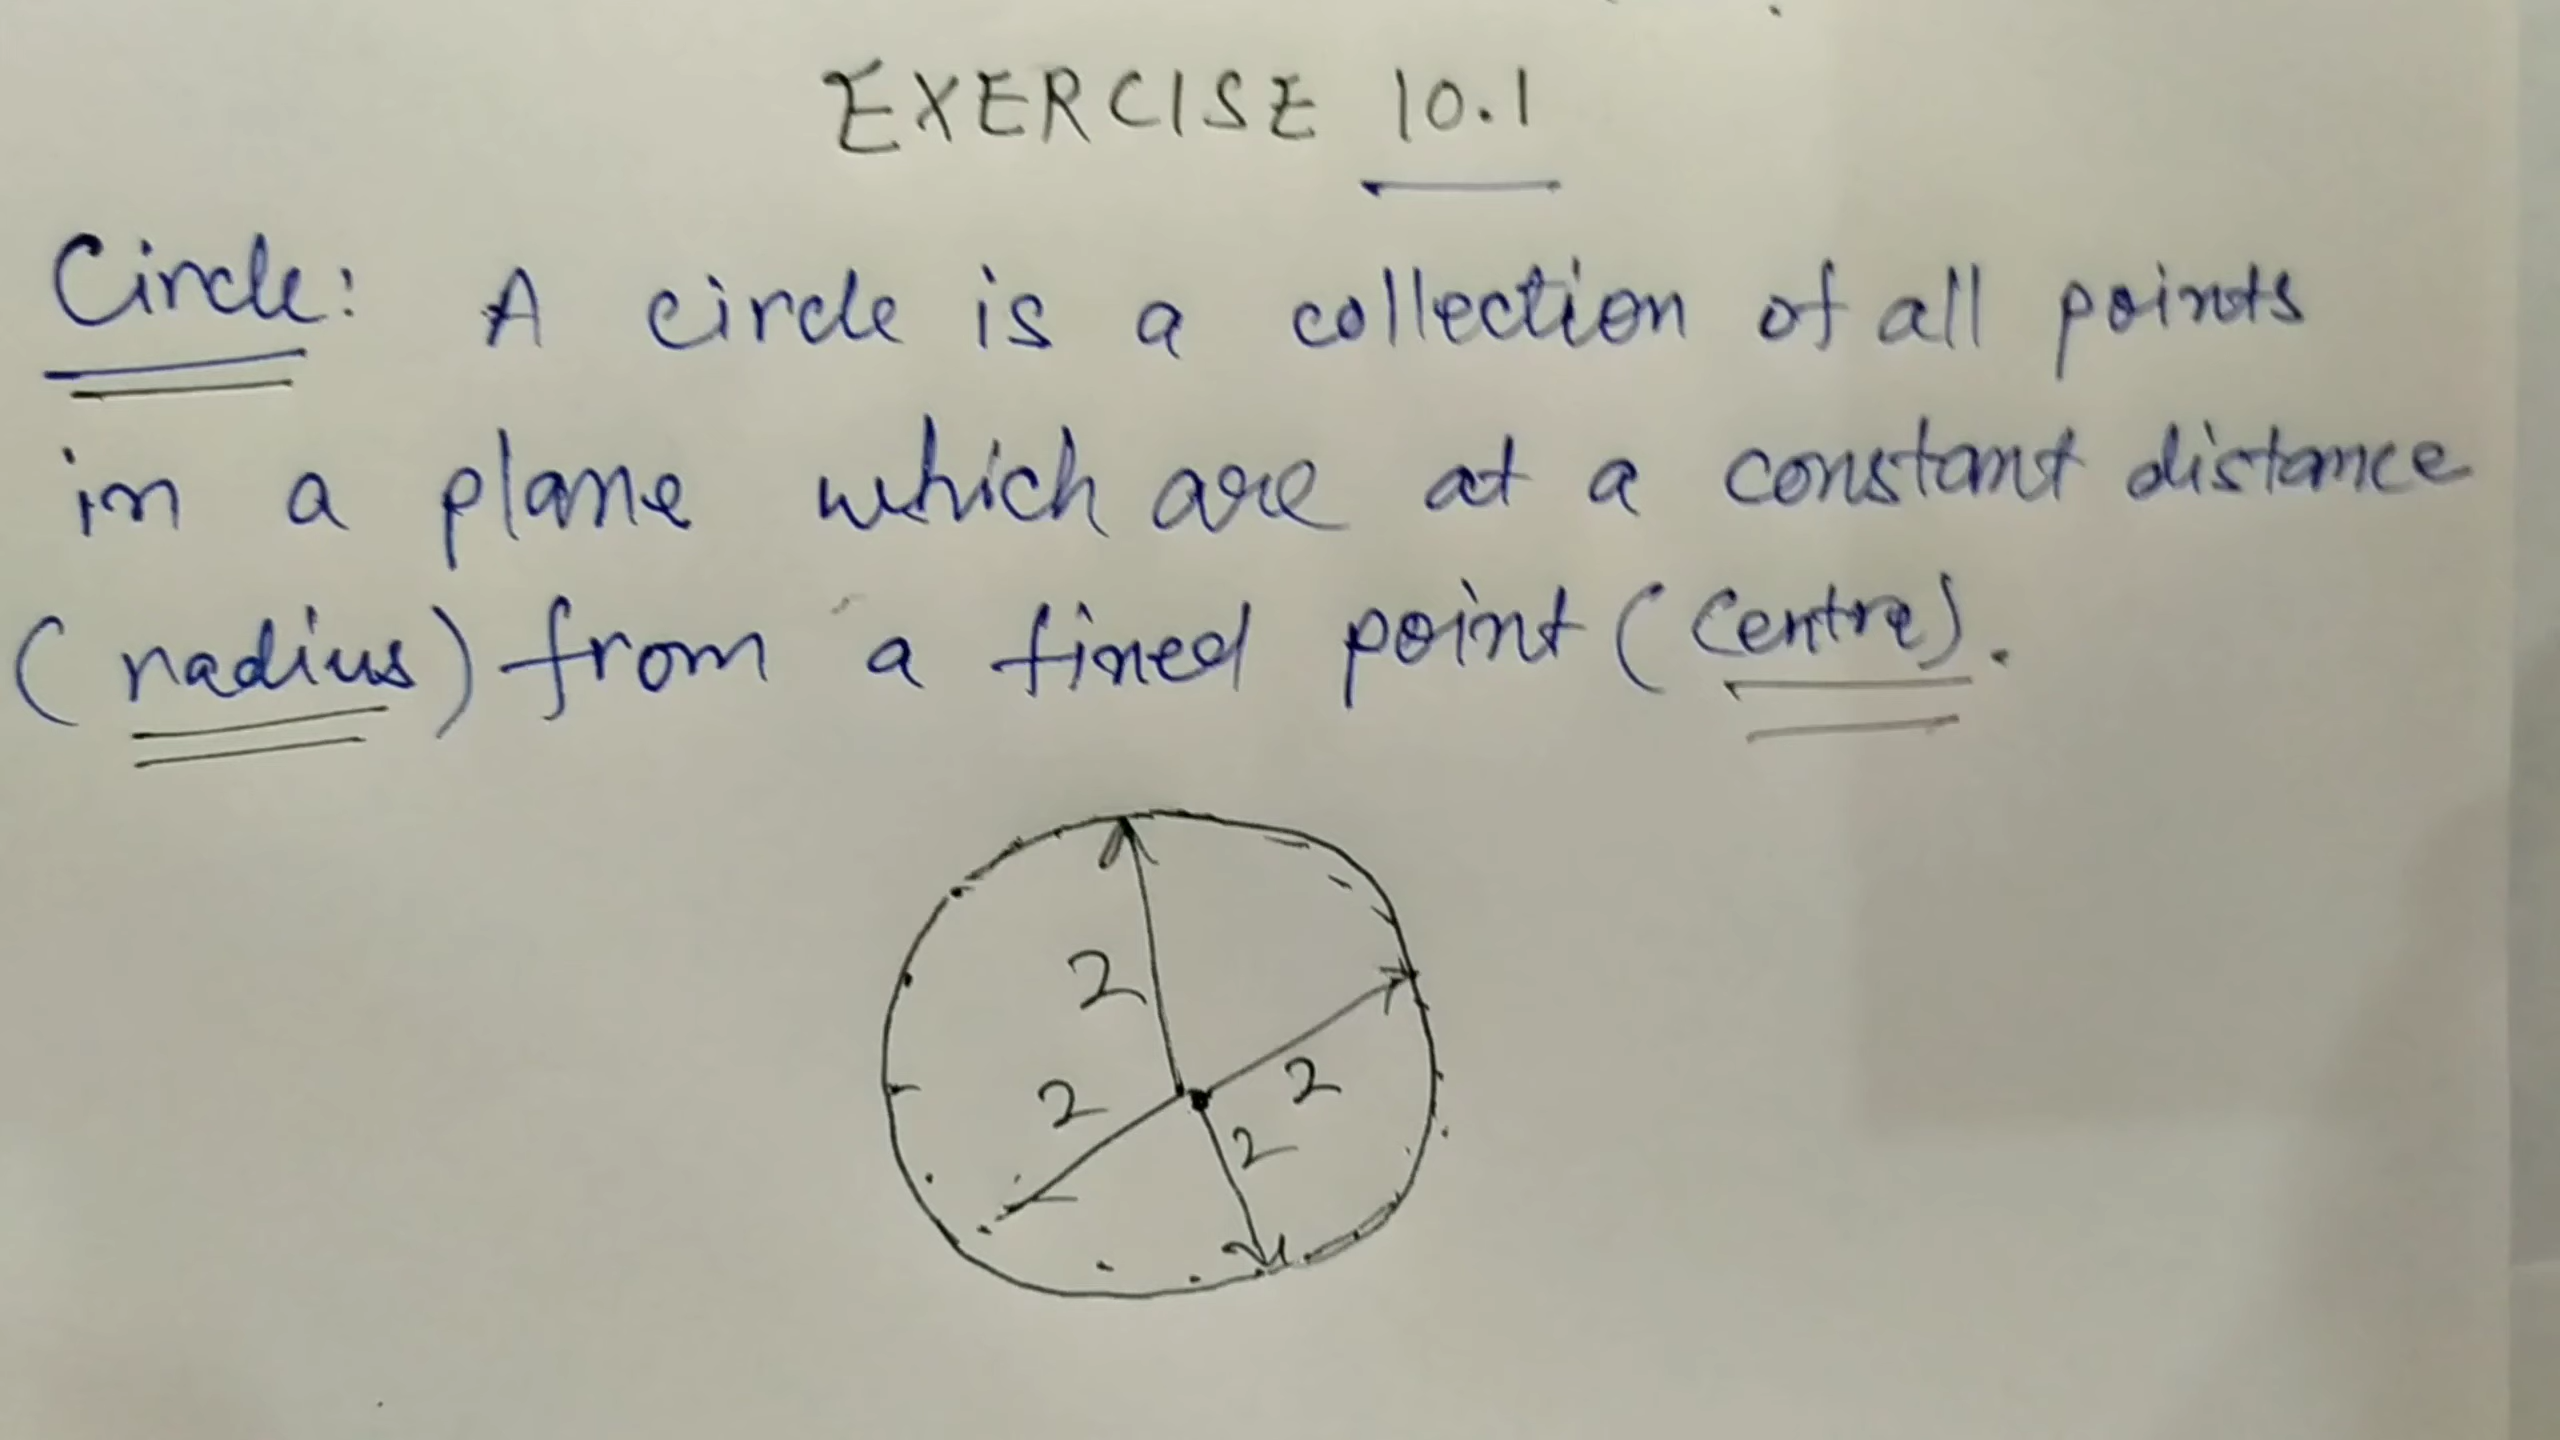 EXERCISE 10.1
Circle: A circle is a collection of all points
in a plane which are at a constant distance
(radius) from a fixed point (Centre).
2
2
2
2